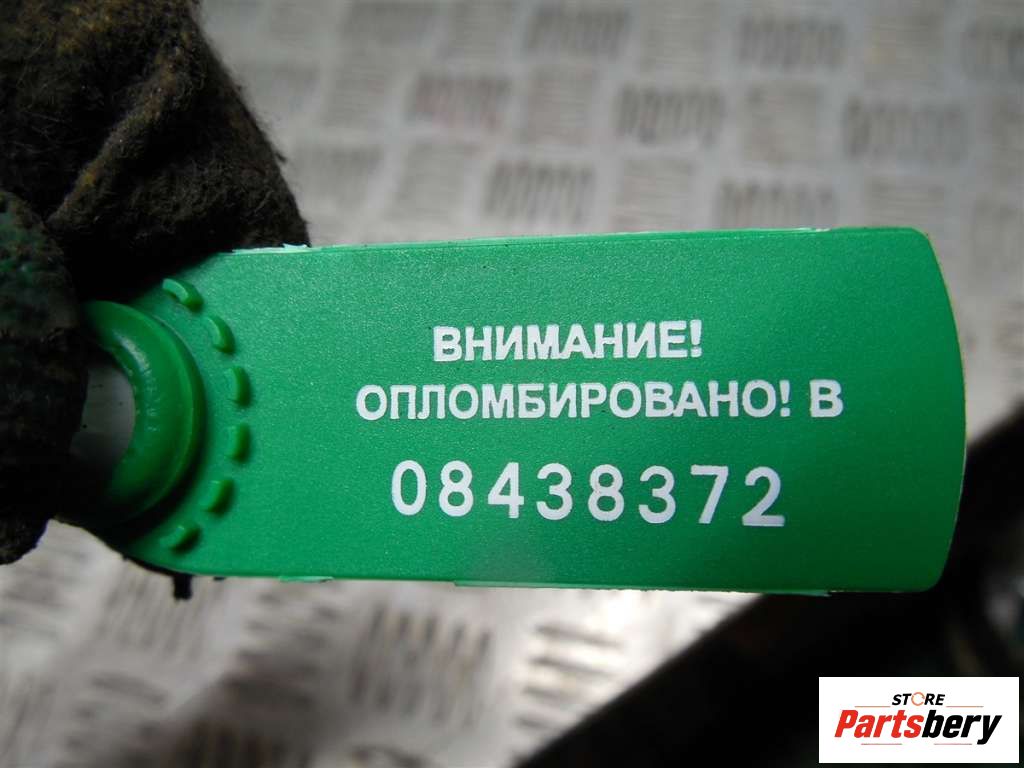 ВНИМАНИЕ!
ОПЛОМБИРОВАНО! В
08438372
STORE
Partsbery